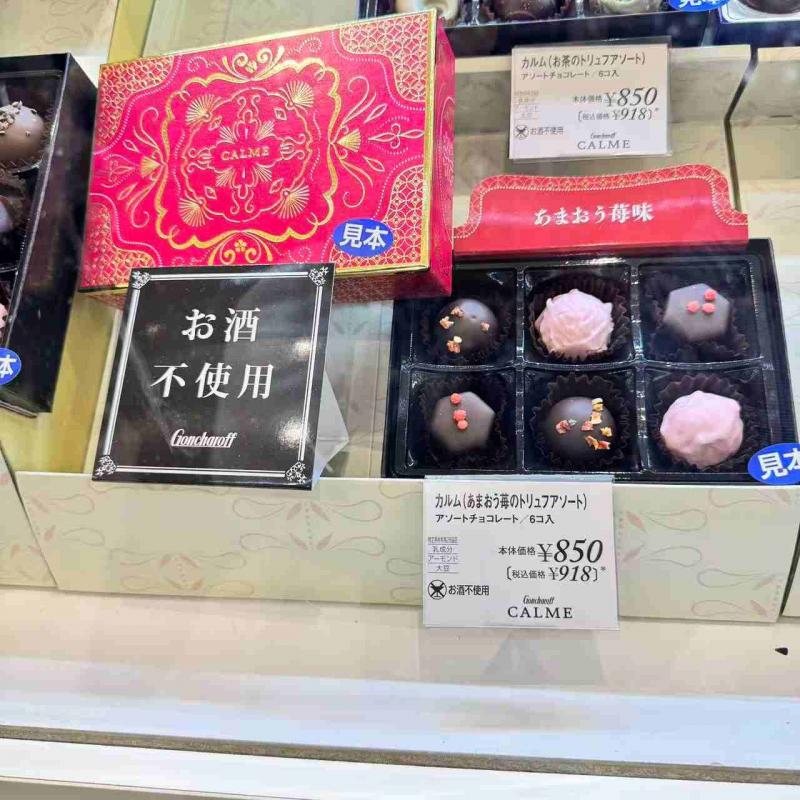 見本
カルム(お茶のトリュフアソート)
アソートチョコレート/6コ入
本体価格 ¥850
[税込価格 ¥918]*
お酒不使用
Goncharoff
CALME
CALME
見本
あまおう苺味
お酒
不使用
Goncharoff
本
見本
カルム(あまおう苺のトリュフアソート)
アソートチョコレート/6コ入
乳成分
アーモンド
大豆
本体価格 ¥850
[税込価格 ¥918]*
お酒不使用
Goncharoff
CALME